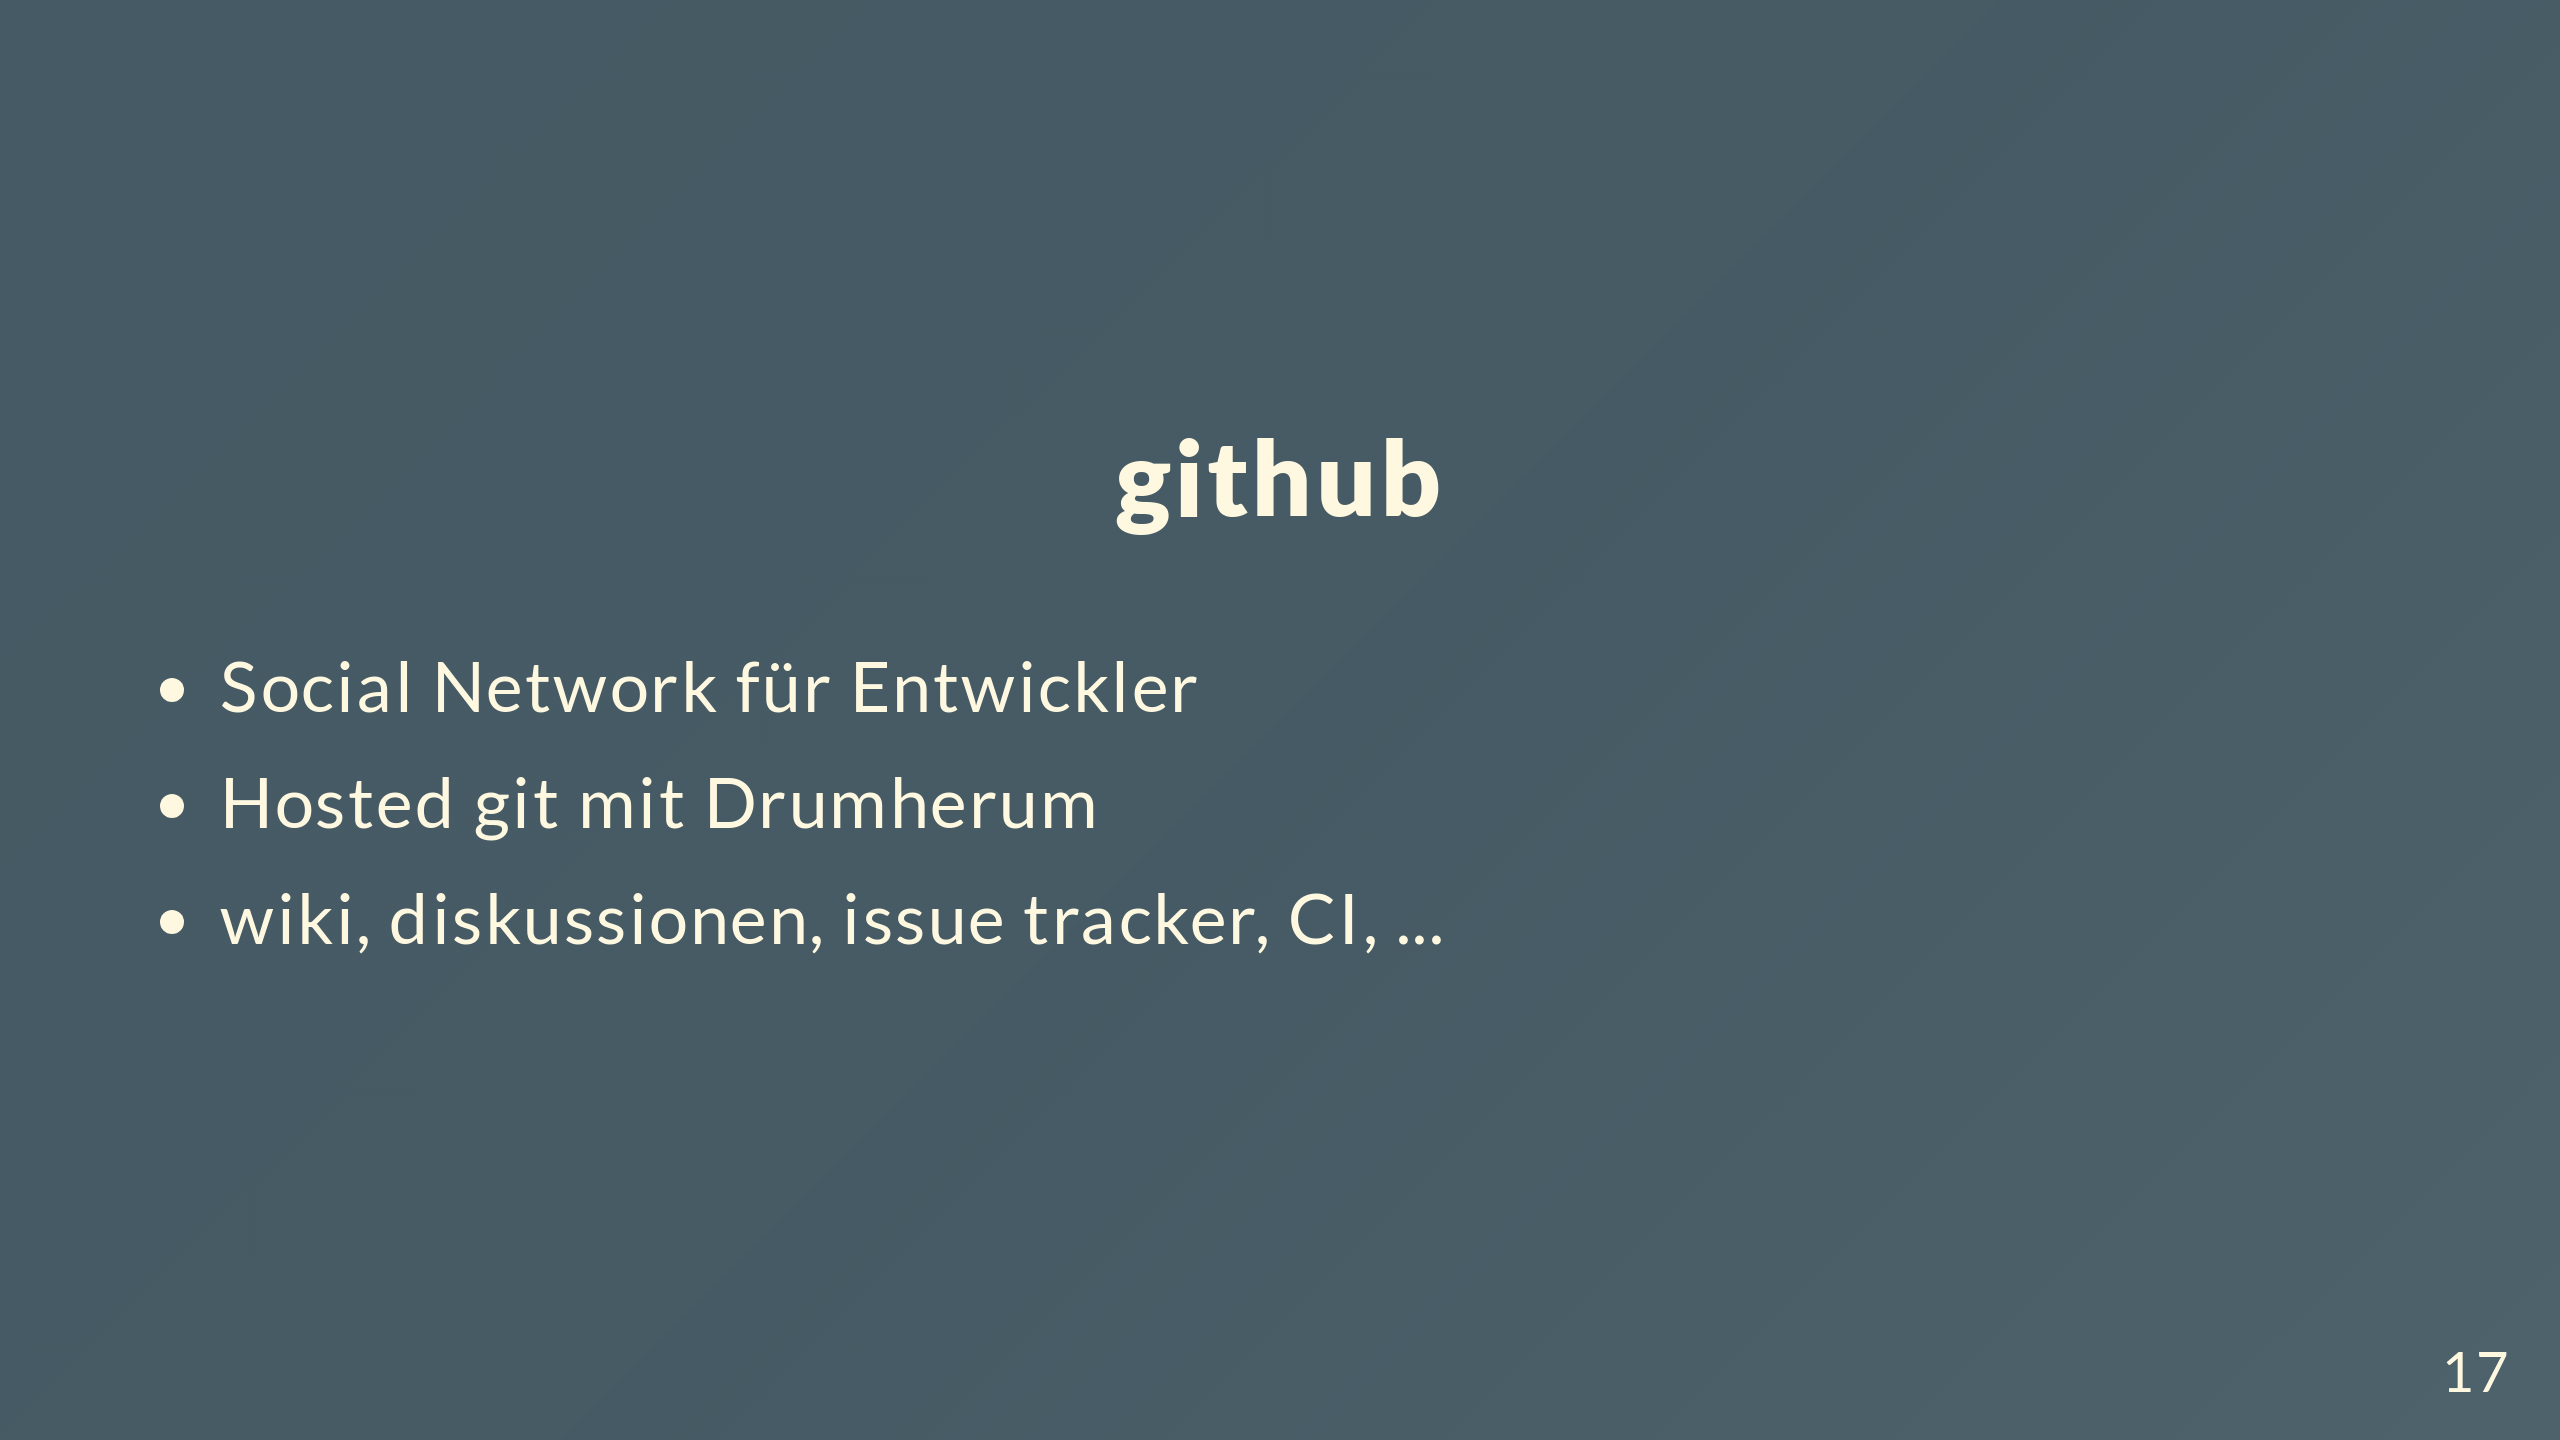 github
Social Network für Entwickler
Hosted git mit Drumherum
wiki, diskussionen, issue tracker, CI, ...
17